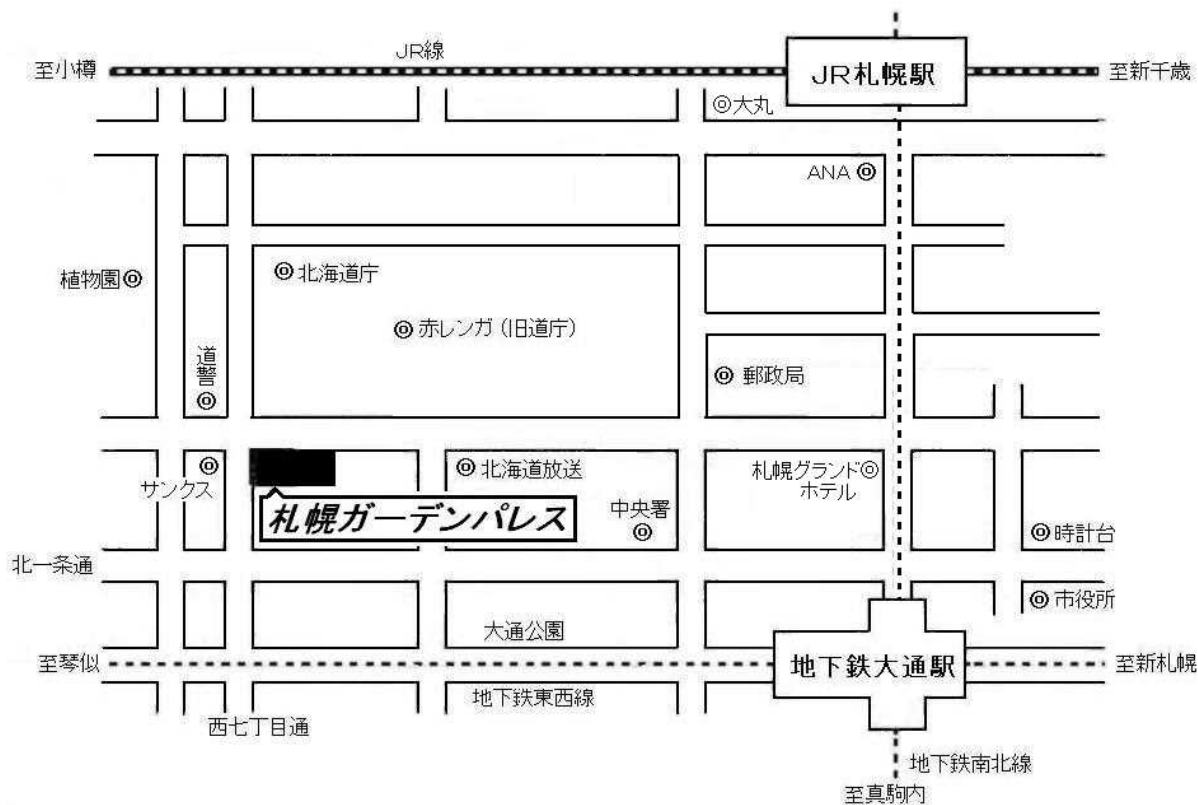 JR線
至小樽
JR札幌駅
至新千歳
◎大丸
ANA◎
植物園◎
◎北海道庁
◎赤レンガ(旧道庁)
道警
◎
◎ 郵政局
◎
サンクス
◎北海道放送
札幌グランド◎
ホテル
札幌ガーデンパレス
中央署
◎
◎時計台
北一条通
◎市役所
大通公園
至琴似
地下鉄大通駅
至新札幌
地下鉄東西線
西七丁目通
地下鉄南北線
至真駒内